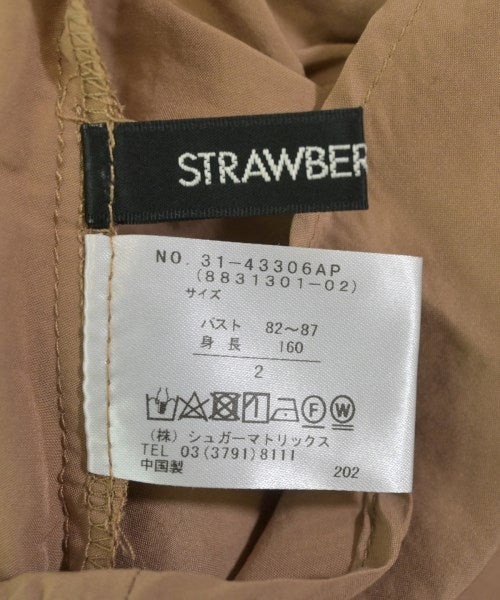 STRAWBER
NO. 31-43306AP
(8831301-02)
サイズ
バスト 82～87
身長 160
2
F W
(株) シュガーマトリックス
TEL 03(3791)8111
中国製 202